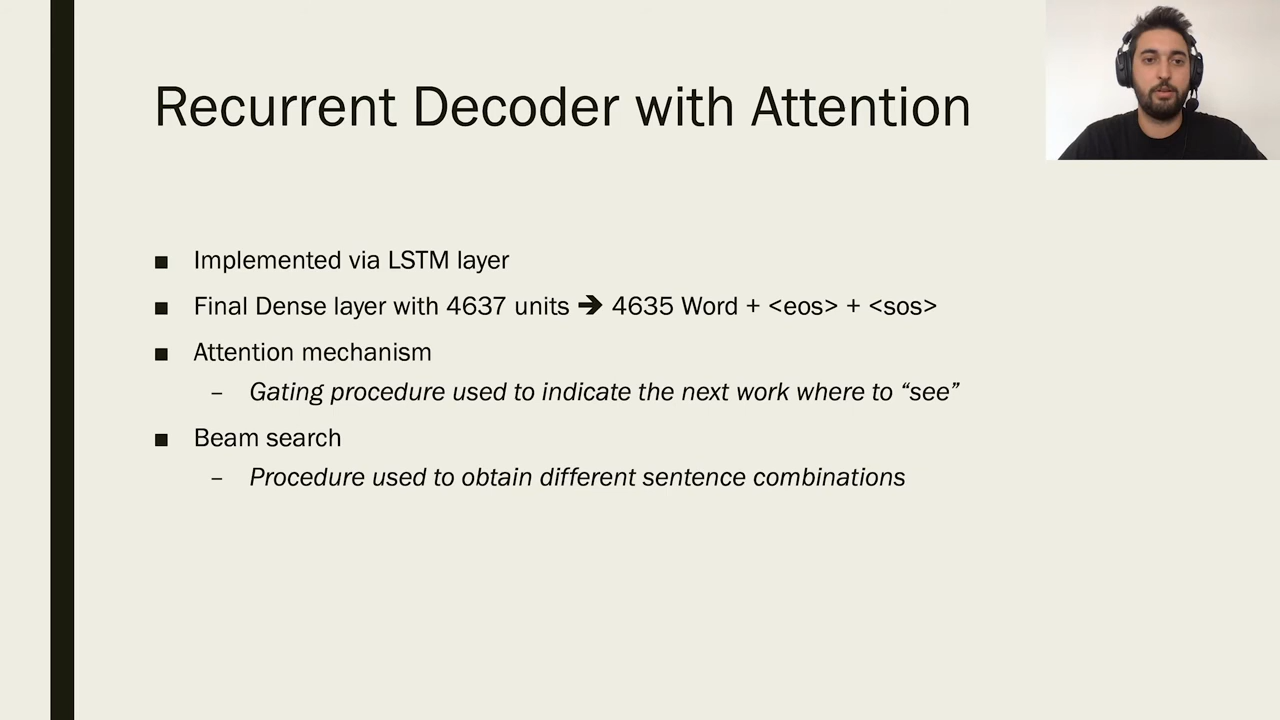 Recurrent Decoder with Attention
■ Implemented via LSTM layer
■ Final Dense layer with 4637 units ➔ 4635 Word + <eos> + <sos>
■ Attention mechanism
– Gating procedure used to indicate the next work where to “see”
■ Beam search
– Procedure used to obtain different sentence combinations